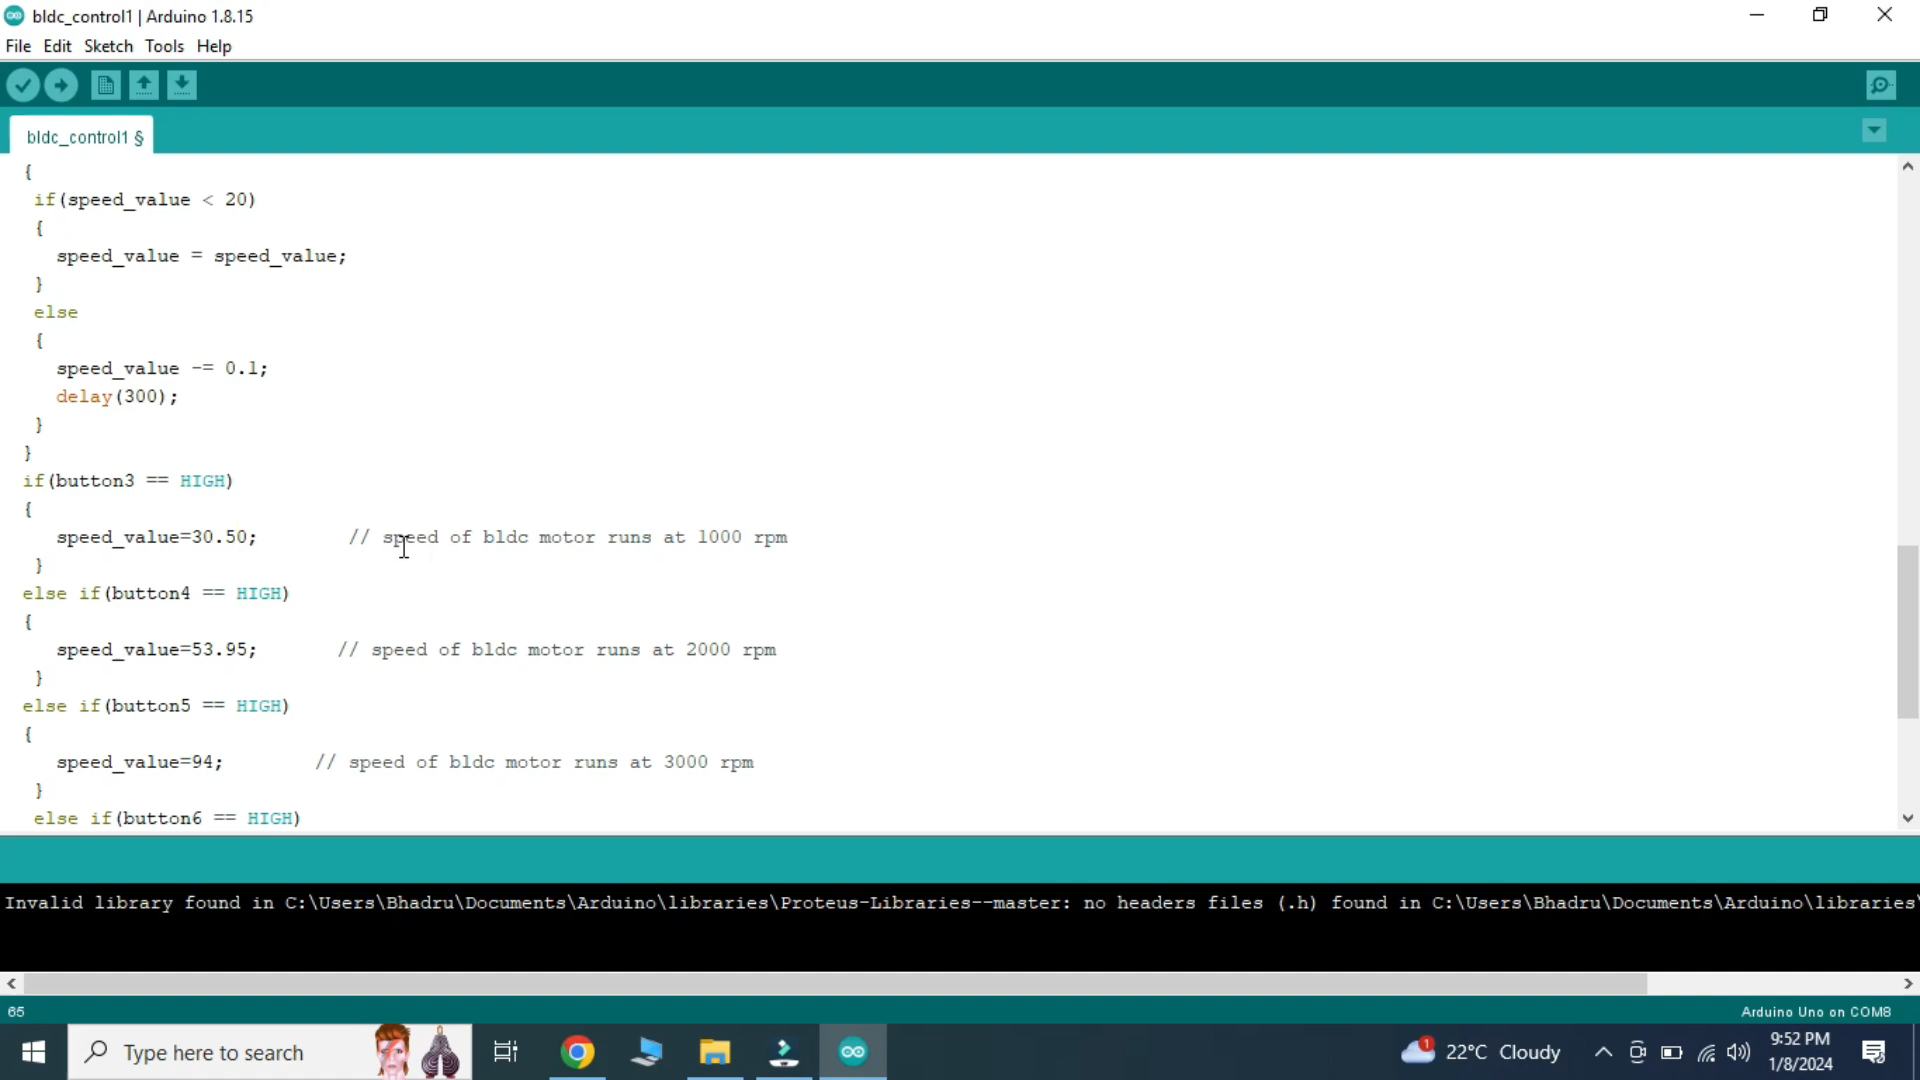 bldc_control1 | Arduino 1.8.15
File Edit Sketch Tools Help
bldc_control1 §
{
if(speed_value < 20)
{
speed_value = speed_value;
}
else
{
speed_value -= 0.1;
delay(300);
}
}
if(button3 == HIGH)
{
speed_value=30.50; // speed of bldc motor runs at 1000 rpm
}
else if(button4 == HIGH)
{
speed_value=53.95; // speed of bldc motor runs at 2000 rpm
}
else if(button5 == HIGH)
{
speed_value=94; // speed of bldc motor runs at 3000 rpm
}
else if(button6 == HIGH)
Invalid library found in C:\Users\Bhadru\Documents\Arduino\libraries\Proteus-Libraries--master: no headers files (.h) found in C:\Users\Bhadru\Documents\Arduino\libraries\
65 Arduino Uno on COM8
Type here to search
1 22°C Cloudy
9:52 PM
1/8/2024